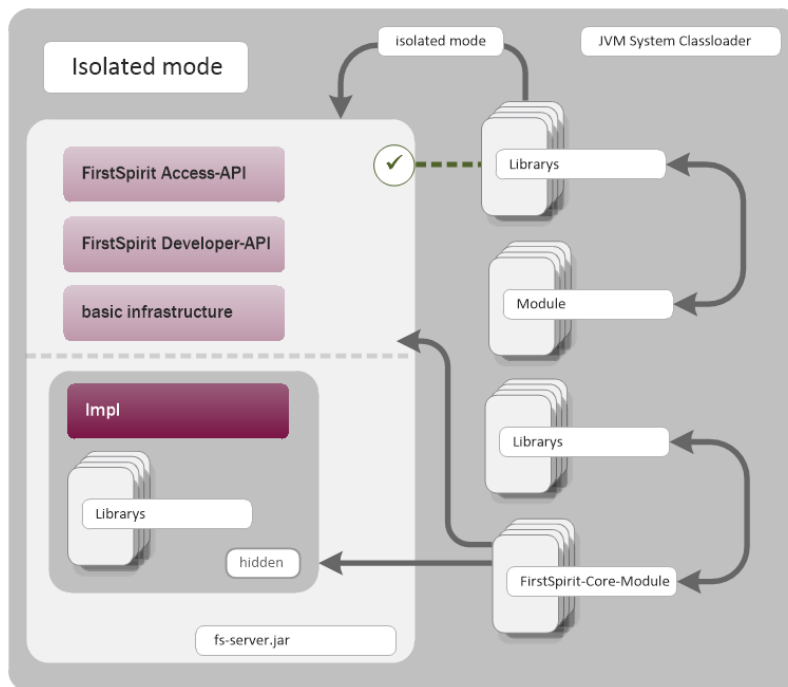 Isolated mode
isolated mode
JVM System Classloader
FirstSpirit Access-API
✓
Librarys
FirstSpirit Developer-API
Module
basic infrastructure
Impl
Librarys
Librarys
hidden
FirstSpirit-Core-Module
fs-server.jar